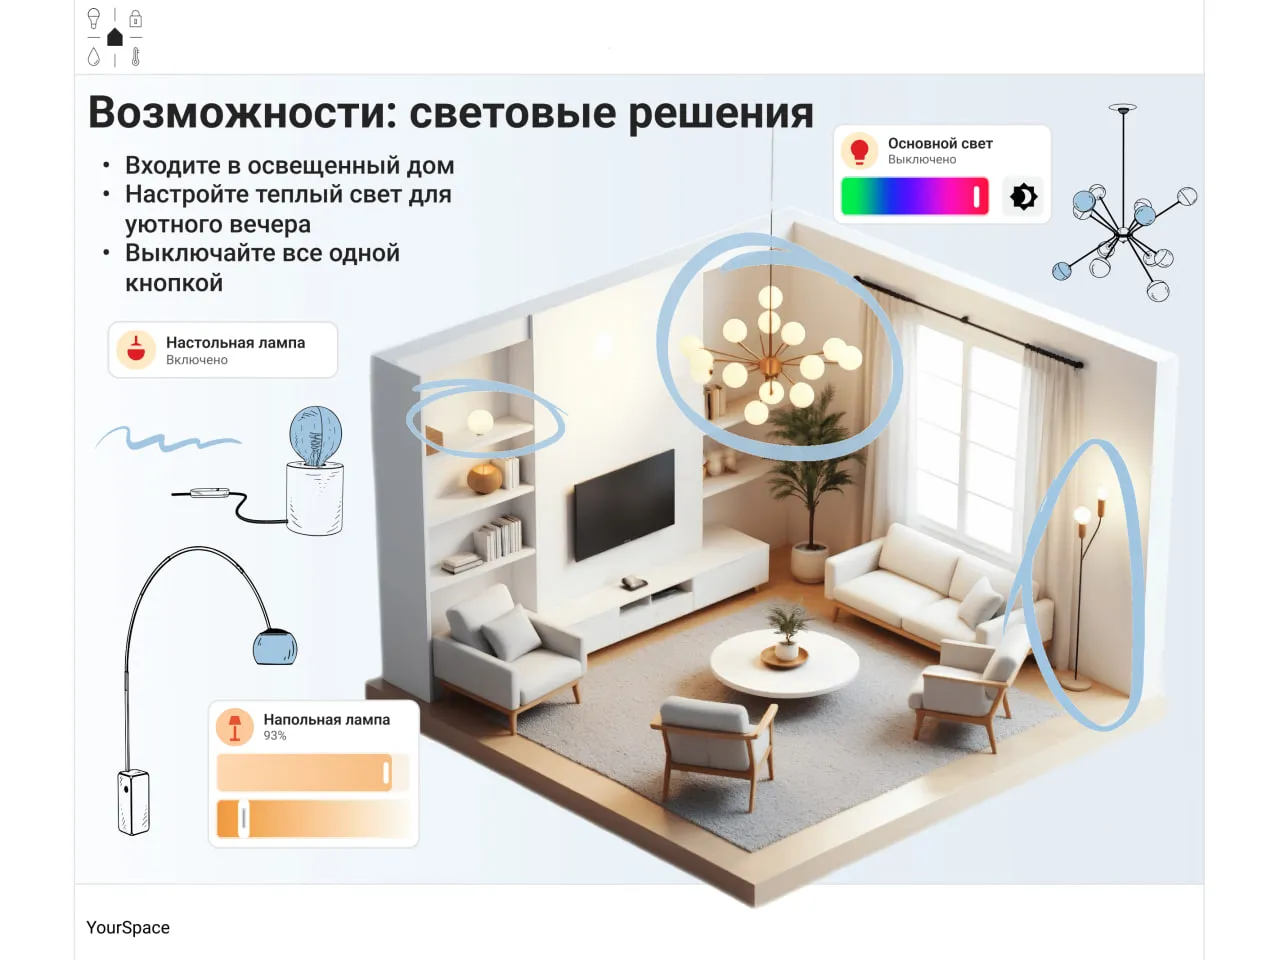 Возможности: световые решения
• Входите в освещенный дом
• Настройте теплый свет для
уютного вечера
• Выключайте все одной
кнопкой
Основной свет
Выключено
Настольная лампа
Включено
Напольная лампа
93%
YourSpace